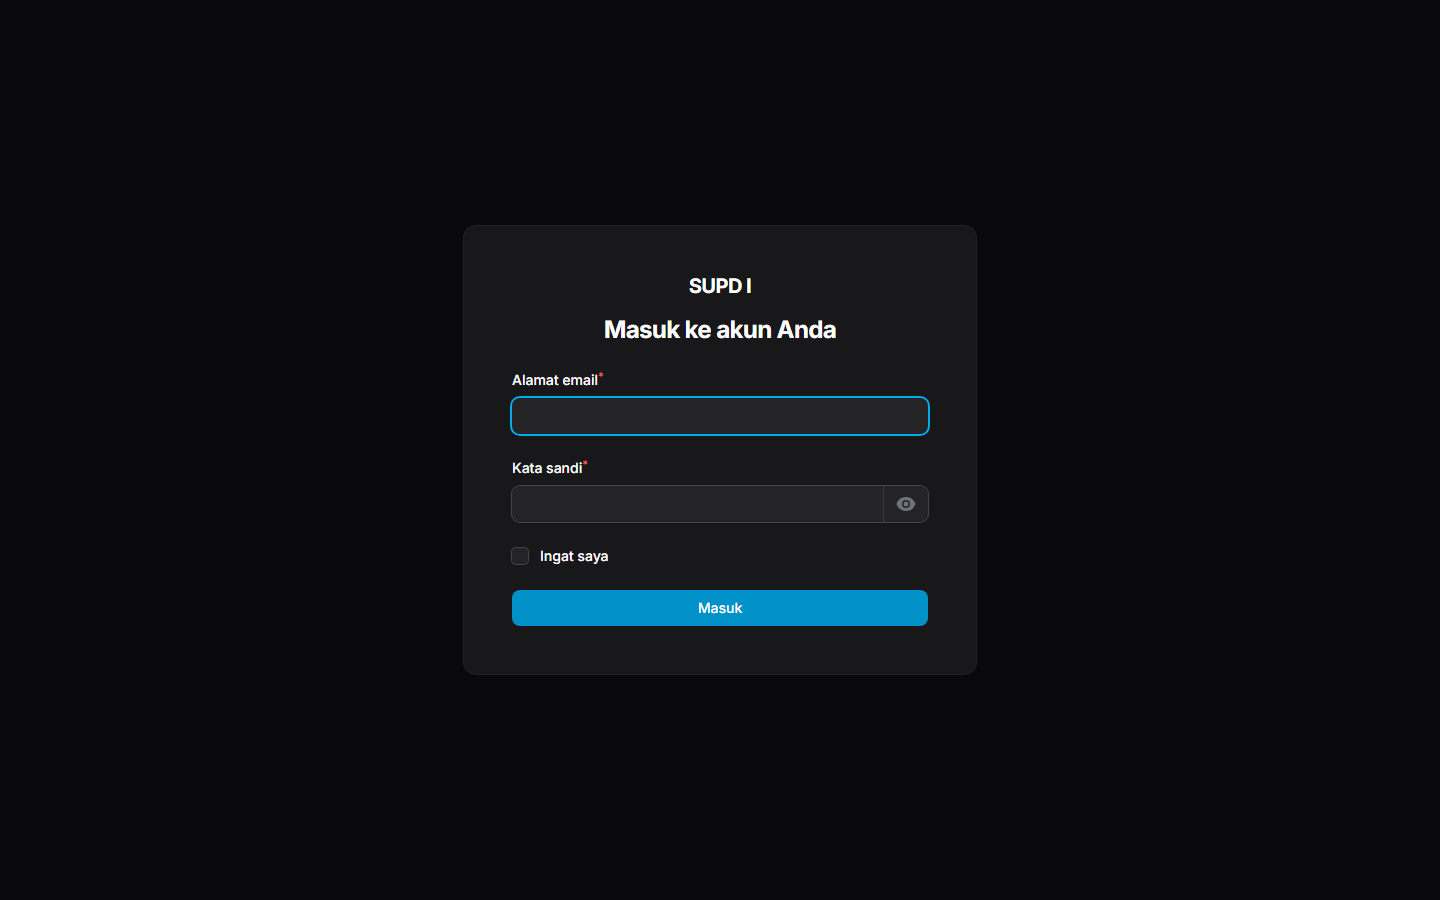 SUPD I
Masuk ke akun Anda
Alamat email*
Kata sandi*
Ingat saya
Masuk